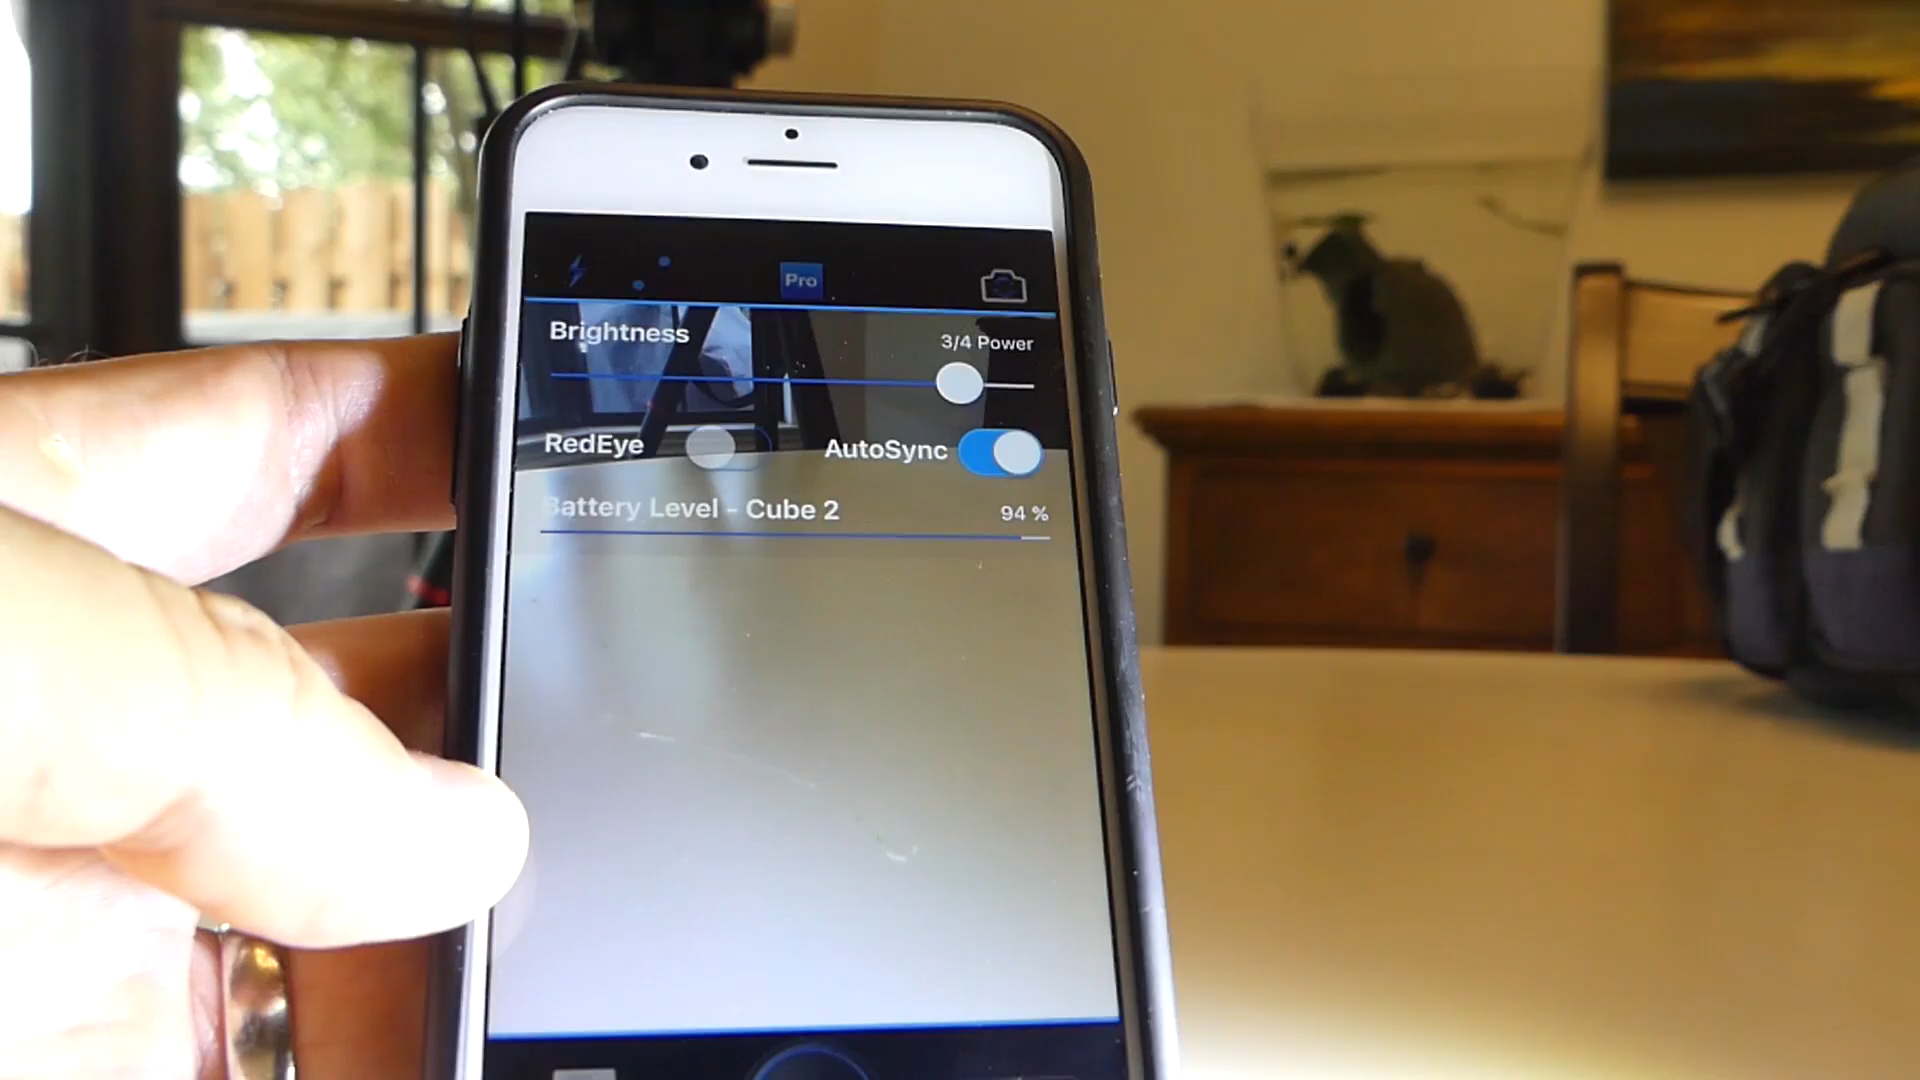 Pro
Brightness
3/4 Power
RedEye
AutoSync
Battery Level - Cube 2
94 %